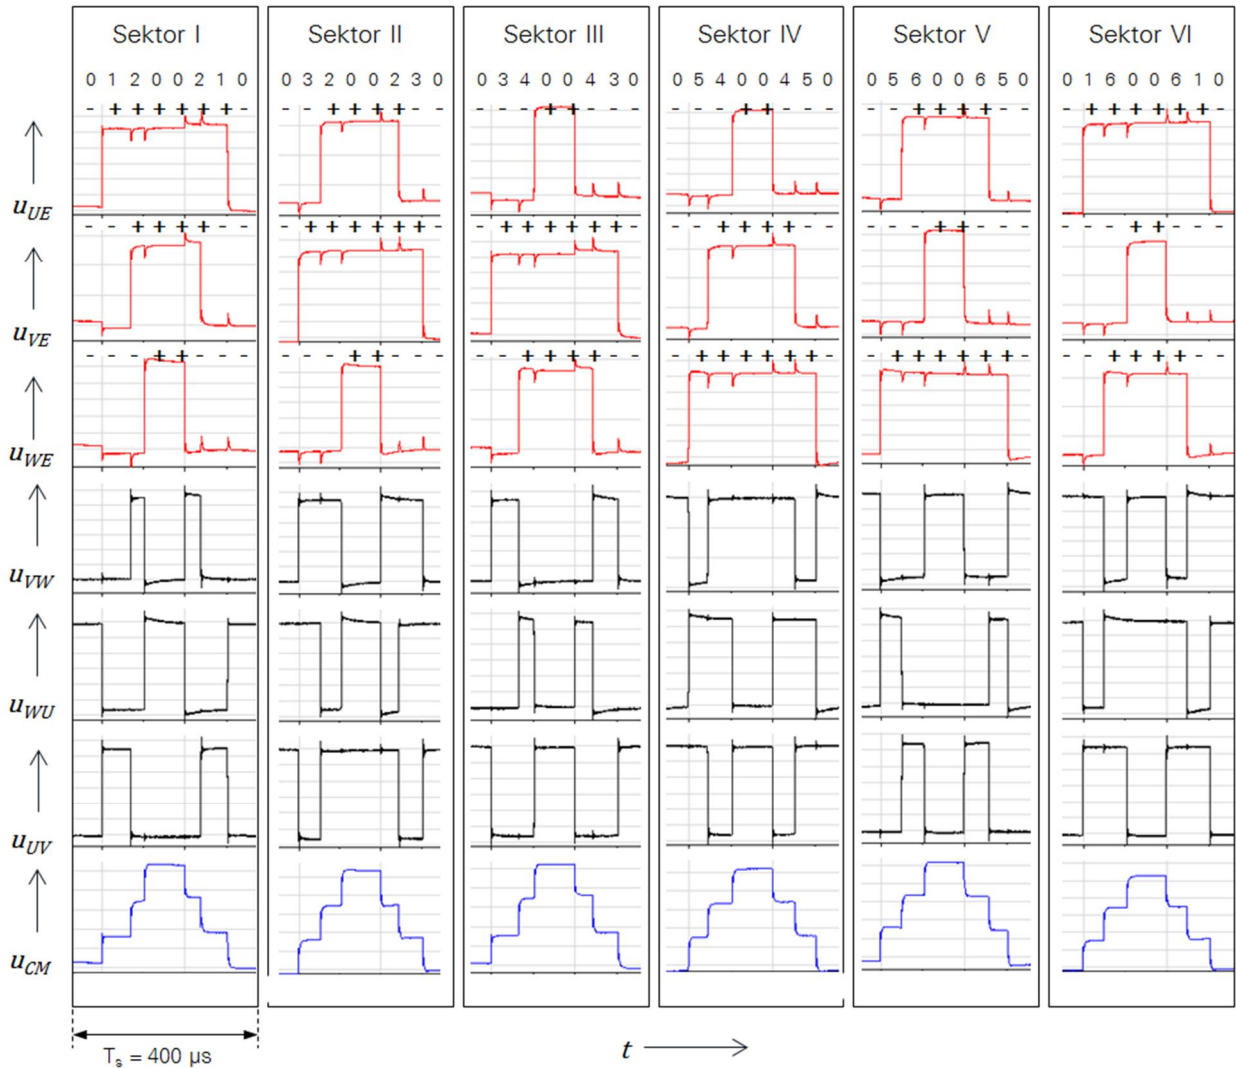 Sektor I Sektor II Sektor III Sektor IV Sektor V Sektor VI
0 1 2 0 0 2 1 0 0 3 2 0 0 2 3 0 0 3 4 0 0 4 3 0 0 5 4 0 0 4 5 0 0 5 6 0 0 6 5 0 0 1 6 0 0 6 1 0
- + + + + + + - - - + + + + - - - - - + + - - - - - - + + - - - - - + + + + - - - + + + + + + -
u_UE
- - + + + + - - - + + + + + + - - + + + + + + - - - + + + + - - - - - + + - - - - - - + + - - -
u_VE
- - - + + - - - - - - + + - - - - - + + + + - - - + + + + + + - - + + + + + + - - - + + + + - -
u_WE
u_VW
u_WU
u_UV
u_CM
T_s = 400 µs
t